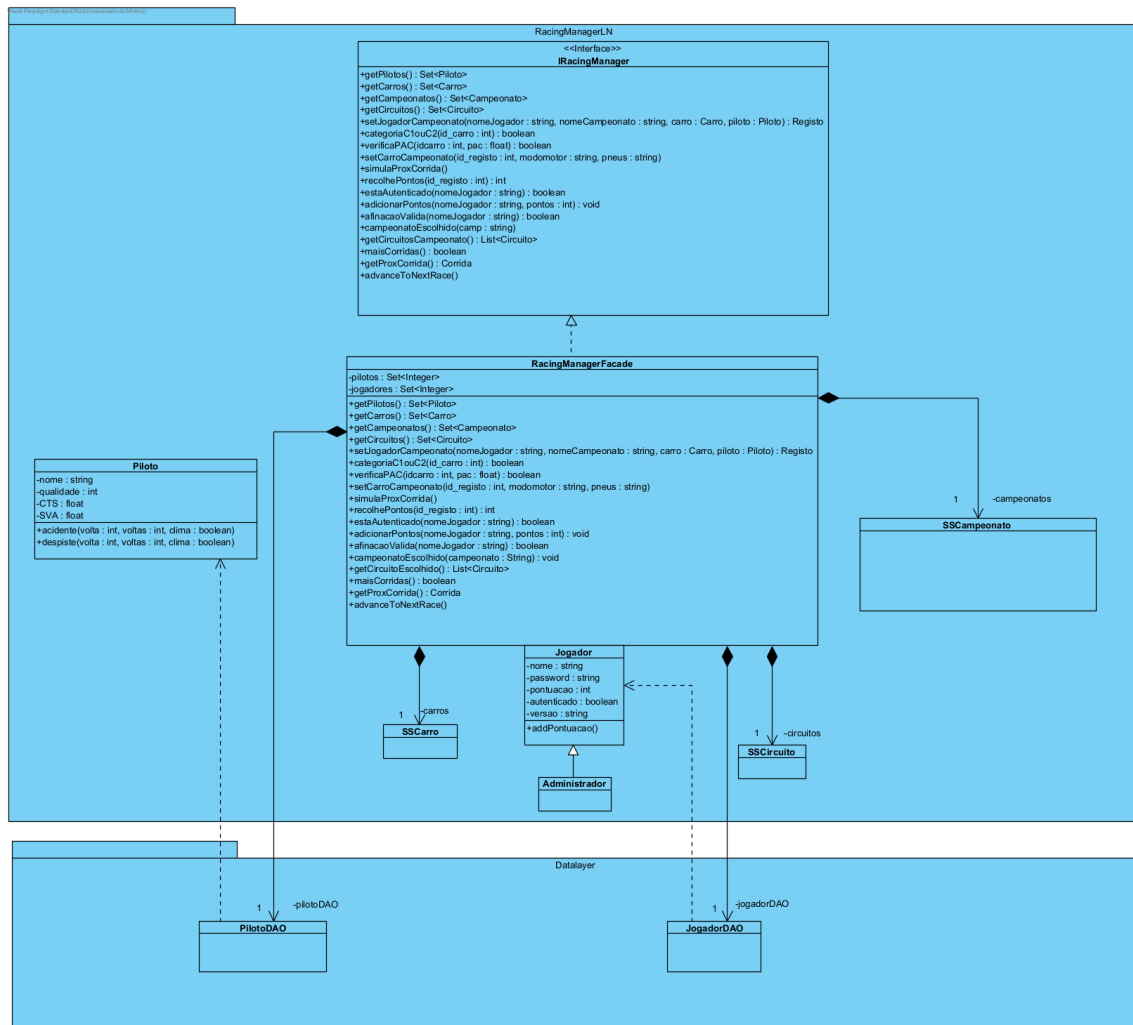 Visual Paradigm Standard(Rui(Universidade do Minho))
RacingManagerLN
<<Interface>>
IRacingManager
+getPilotos() : Set<Piloto>
+getCarros() : Set<Carro>
+getCampeonatos() : Set<Campeonato>
+getCircuitos() : Set<Circuito>
+setJogadorCampeonato(nomeJogador : string, nomeCampeonato : string, carro : Carro, piloto : Piloto) : Registo
+categoriaC1ouC2(id_carro : int) : boolean
+verificaPAC(idcarro : int, pac : float) : boolean
+setCarroCampeonato(id_registo : int, modomotor : string, pneus : string)
+simulaProxCorrida()
+recolhePontos(id_registo : int) : int
+estaAutenticado(nomeJogador : string) : boolean
+adicionarPontos(nomeJogador : string, pontos : int) : void
+afinacaoValida(nomeJogador : string) : boolean
+campeonatoEscolhido(camp : string)
+getCircuitosCampeonato() : List<Circuito>
+maisCorridas() : boolean
+getProxCorrida() : Corrida
+advanceToNextRace()
RacingManagerFacade
-pilotos : Set<Integer>
-jogadores : Set<Integer>
+getPilotos() : Set<Piloto>
+getCarros() : Set<Carro>
+getCampeonatos() : Set<Campeonato>
+getCircuitos() : Set<Circuito>
+setJogadorCampeonato(nomeJogador : string, nomeCampeonato : string, carro : Carro, piloto : Piloto) : Registo
+categoriaC1ouC2(id_carro : int) : boolean
+verificaPAC(idcarro : int, pac : float) : boolean
+setCarroCampeonato(id_registo : int, modomotor : string, pneus : string)
+simulaProxCorrida()
+recolhePontos(id_registo : int) : int
+estaAutenticado(nomeJogador : string) : boolean
+adicionarPontos(nomeJogador : string, pontos : int) : void
+afinacaoValida(nomeJogador : string) : boolean
+campeonatoEscolhido(campeonato : String) : void
+getCircuitoEscolhido() : List<Circuito>
+maisCorridas() : boolean
+getProxCorrida() : Corrida
+advanceToNextRace()
Piloto
-nome : string
-qualidade : int
-CTS : float
-SVA : float
+acidente(volta : int, voltas : int, clima : boolean)
+despiste(volta : int, voltas : int, clima : boolean)
1
-campeonatos
SSCampeonato
Jogador
-nome : string
-password : string
-pontuacao : int
-autenticado : boolean
-versao : string
+addPontuacao()
1
-carros
SSCarro
1
-circuitos
SSCircuito
Administrador
Datalayer
1
-pilotoDAO
PilotoDAO
1
-jogadorDAO
JogadorDAO